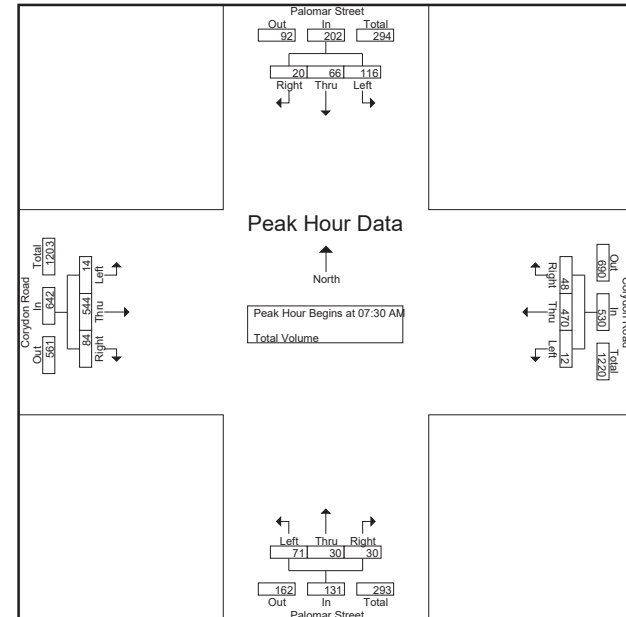 Palomar Street
Out In Total
92 202 294
20 66 116
Right Thru Left
Peak Hour Data
North
Peak Hour Begins at 07:30 AM
Total Volume
Corydon Road
Total In Out
1203 642 561
14 544 84
Left Thru Right
Corydon Road
Out In Total
690 530 1220
48 470 12
Right Thru Left
Left Thru Right
71 30 30
162 131 293
Out In Total
Palomar Street